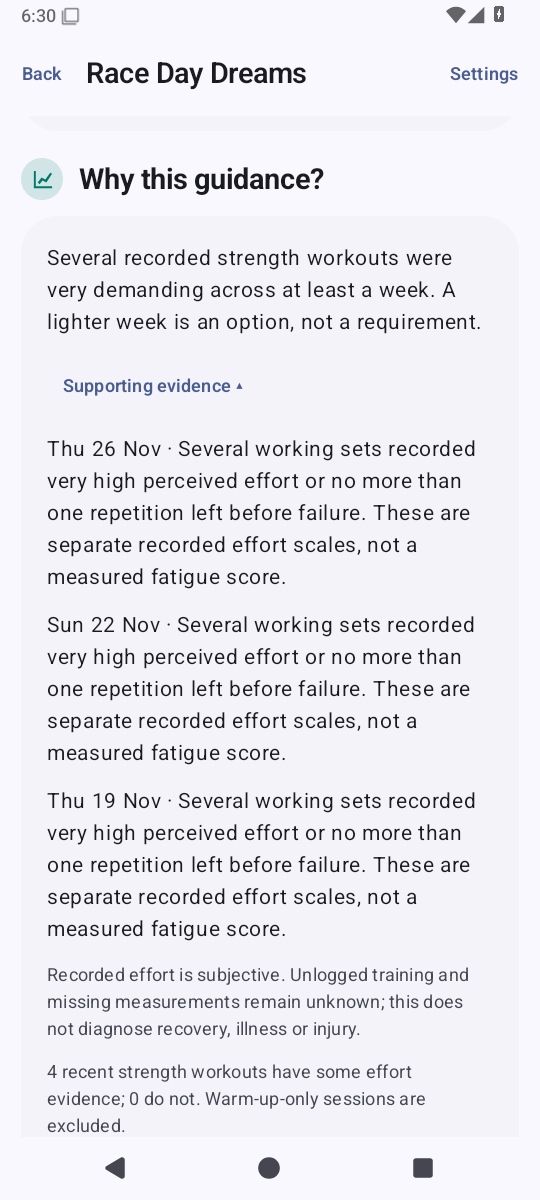 6:30
Back
Race Day Dreams
Settings
Why this guidance?
Several recorded strength workouts were
very demanding across at least a week. A
lighter week is an option, not a requirement.
Supporting evidence ▴
Thu 26 Nov · Several working sets recorded
very high perceived effort or no more than
one repetition left before failure. These are
separate recorded effort scales, not a
measured fatigue score.
Sun 22 Nov · Several working sets recorded
very high perceived effort or no more than
one repetition left before failure. These are
separate recorded effort scales, not a
measured fatigue score.
Thu 19 Nov · Several working sets recorded
very high perceived effort or no more than
one repetition left before failure. These are
separate recorded effort scales, not a
measured fatigue score.
Recorded effort is subjective. Unlogged training and
missing measurements remain unknown; this does
not diagnose recovery, illness or injury.
4 recent strength workouts have some effort
evidence; 0 do not. Warm-up-only sessions are
excluded.